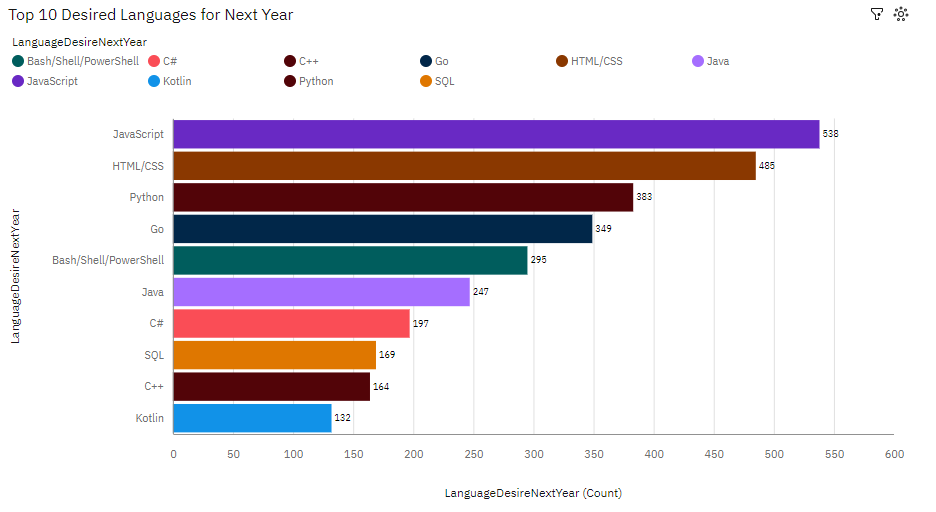 Top 10 Desired Languages for Next Year
LanguageDesireNextYear
Bash/Shell/PowerShell C# C++ Go HTML/CSS Java
JavaScript Kotlin Python SQL
LanguageDesireNextYear
JavaScript 538
HTML/CSS 485
Python 383
Go 349
Bash/Shell/PowerShell 295
Java 247
C# 197
SQL 169
C++ 164
Kotlin 132
0 50 100 150 200 250 300 350 400 450 500 550 600
LanguageDesireNextYear (Count)